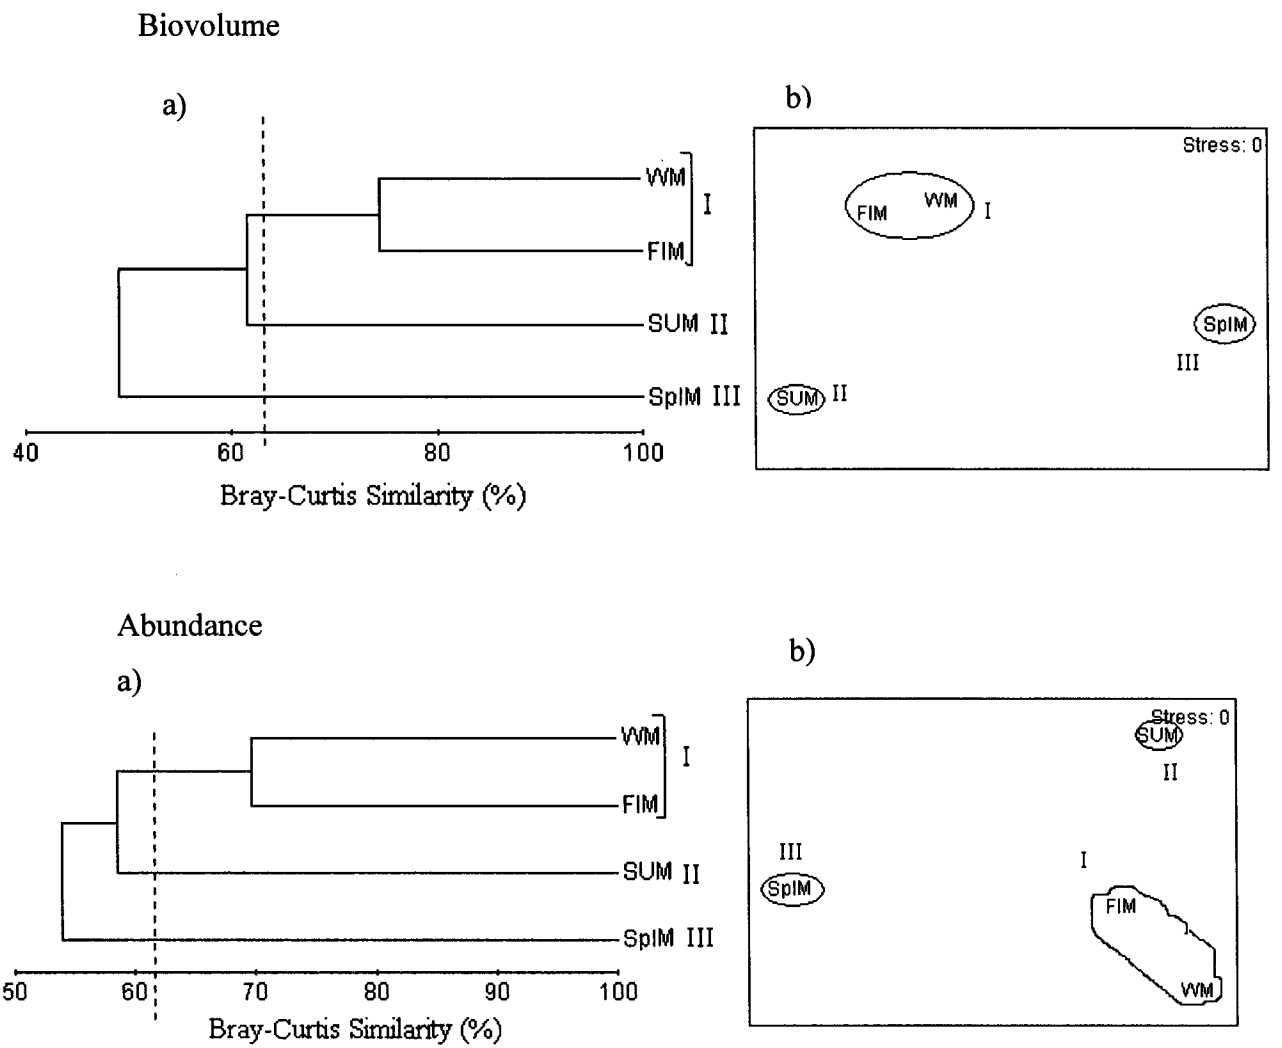 Biovolume
a)
WM
I
FIM
SUM II
SpIM III
40 60 80 100
Bray-Curtis Similarity (%)
b)
Stress: 0
FIM WM I
SpIM
III
SUM II
Abundance
a)
WM
I
FIM
SUM II
SpIM III
50 60 70 80 90 100
Bray-Curtis Similarity (%)
b)
Stress: 0
SUM
II
III
I
SpIM
FIM
WM